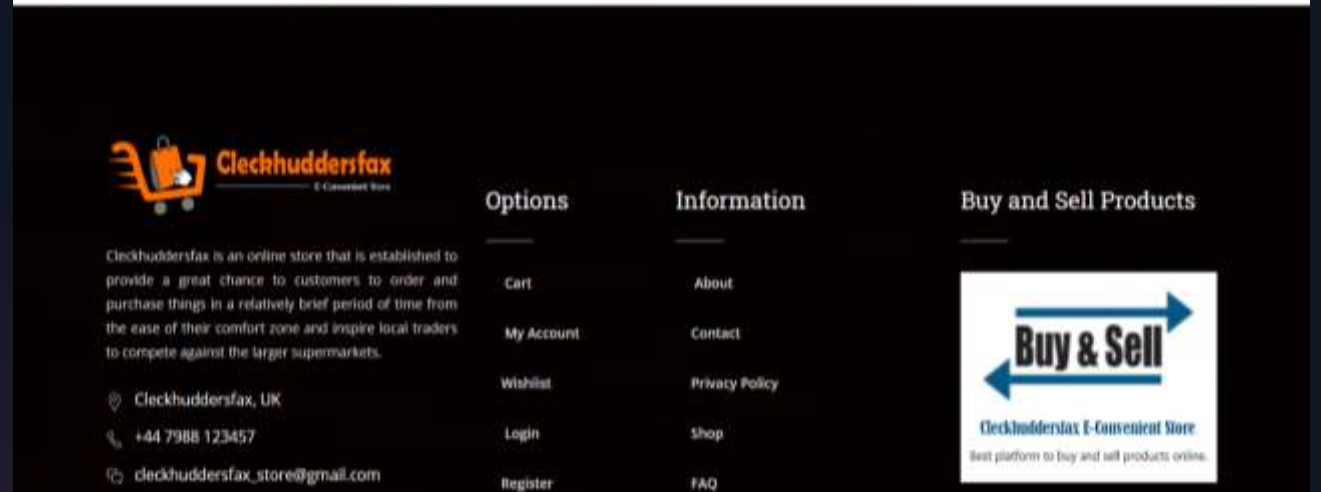 Cleckhuddersfax
E-Convenient Store
Cleckhuddersfax is an online store that is established to
provide a great chance to customers to order and
purchase things in a relatively brief period of time from
the ease of their comfort zone and inspire local traders
to compete against the larger supermarkets.
Cleckhuddersfax, UK
+44 7988 123457
cleckhuddersfax_store@gmail.com
Options
Cart
My Account
Wishlist
Login
Register
Information
About
Contact
Privacy Policy
Shop
FAQ
Buy and Sell Products
Buy & Sell
Cleckhuddersfax E-Convenient Store
Best platform to buy and sell products online.